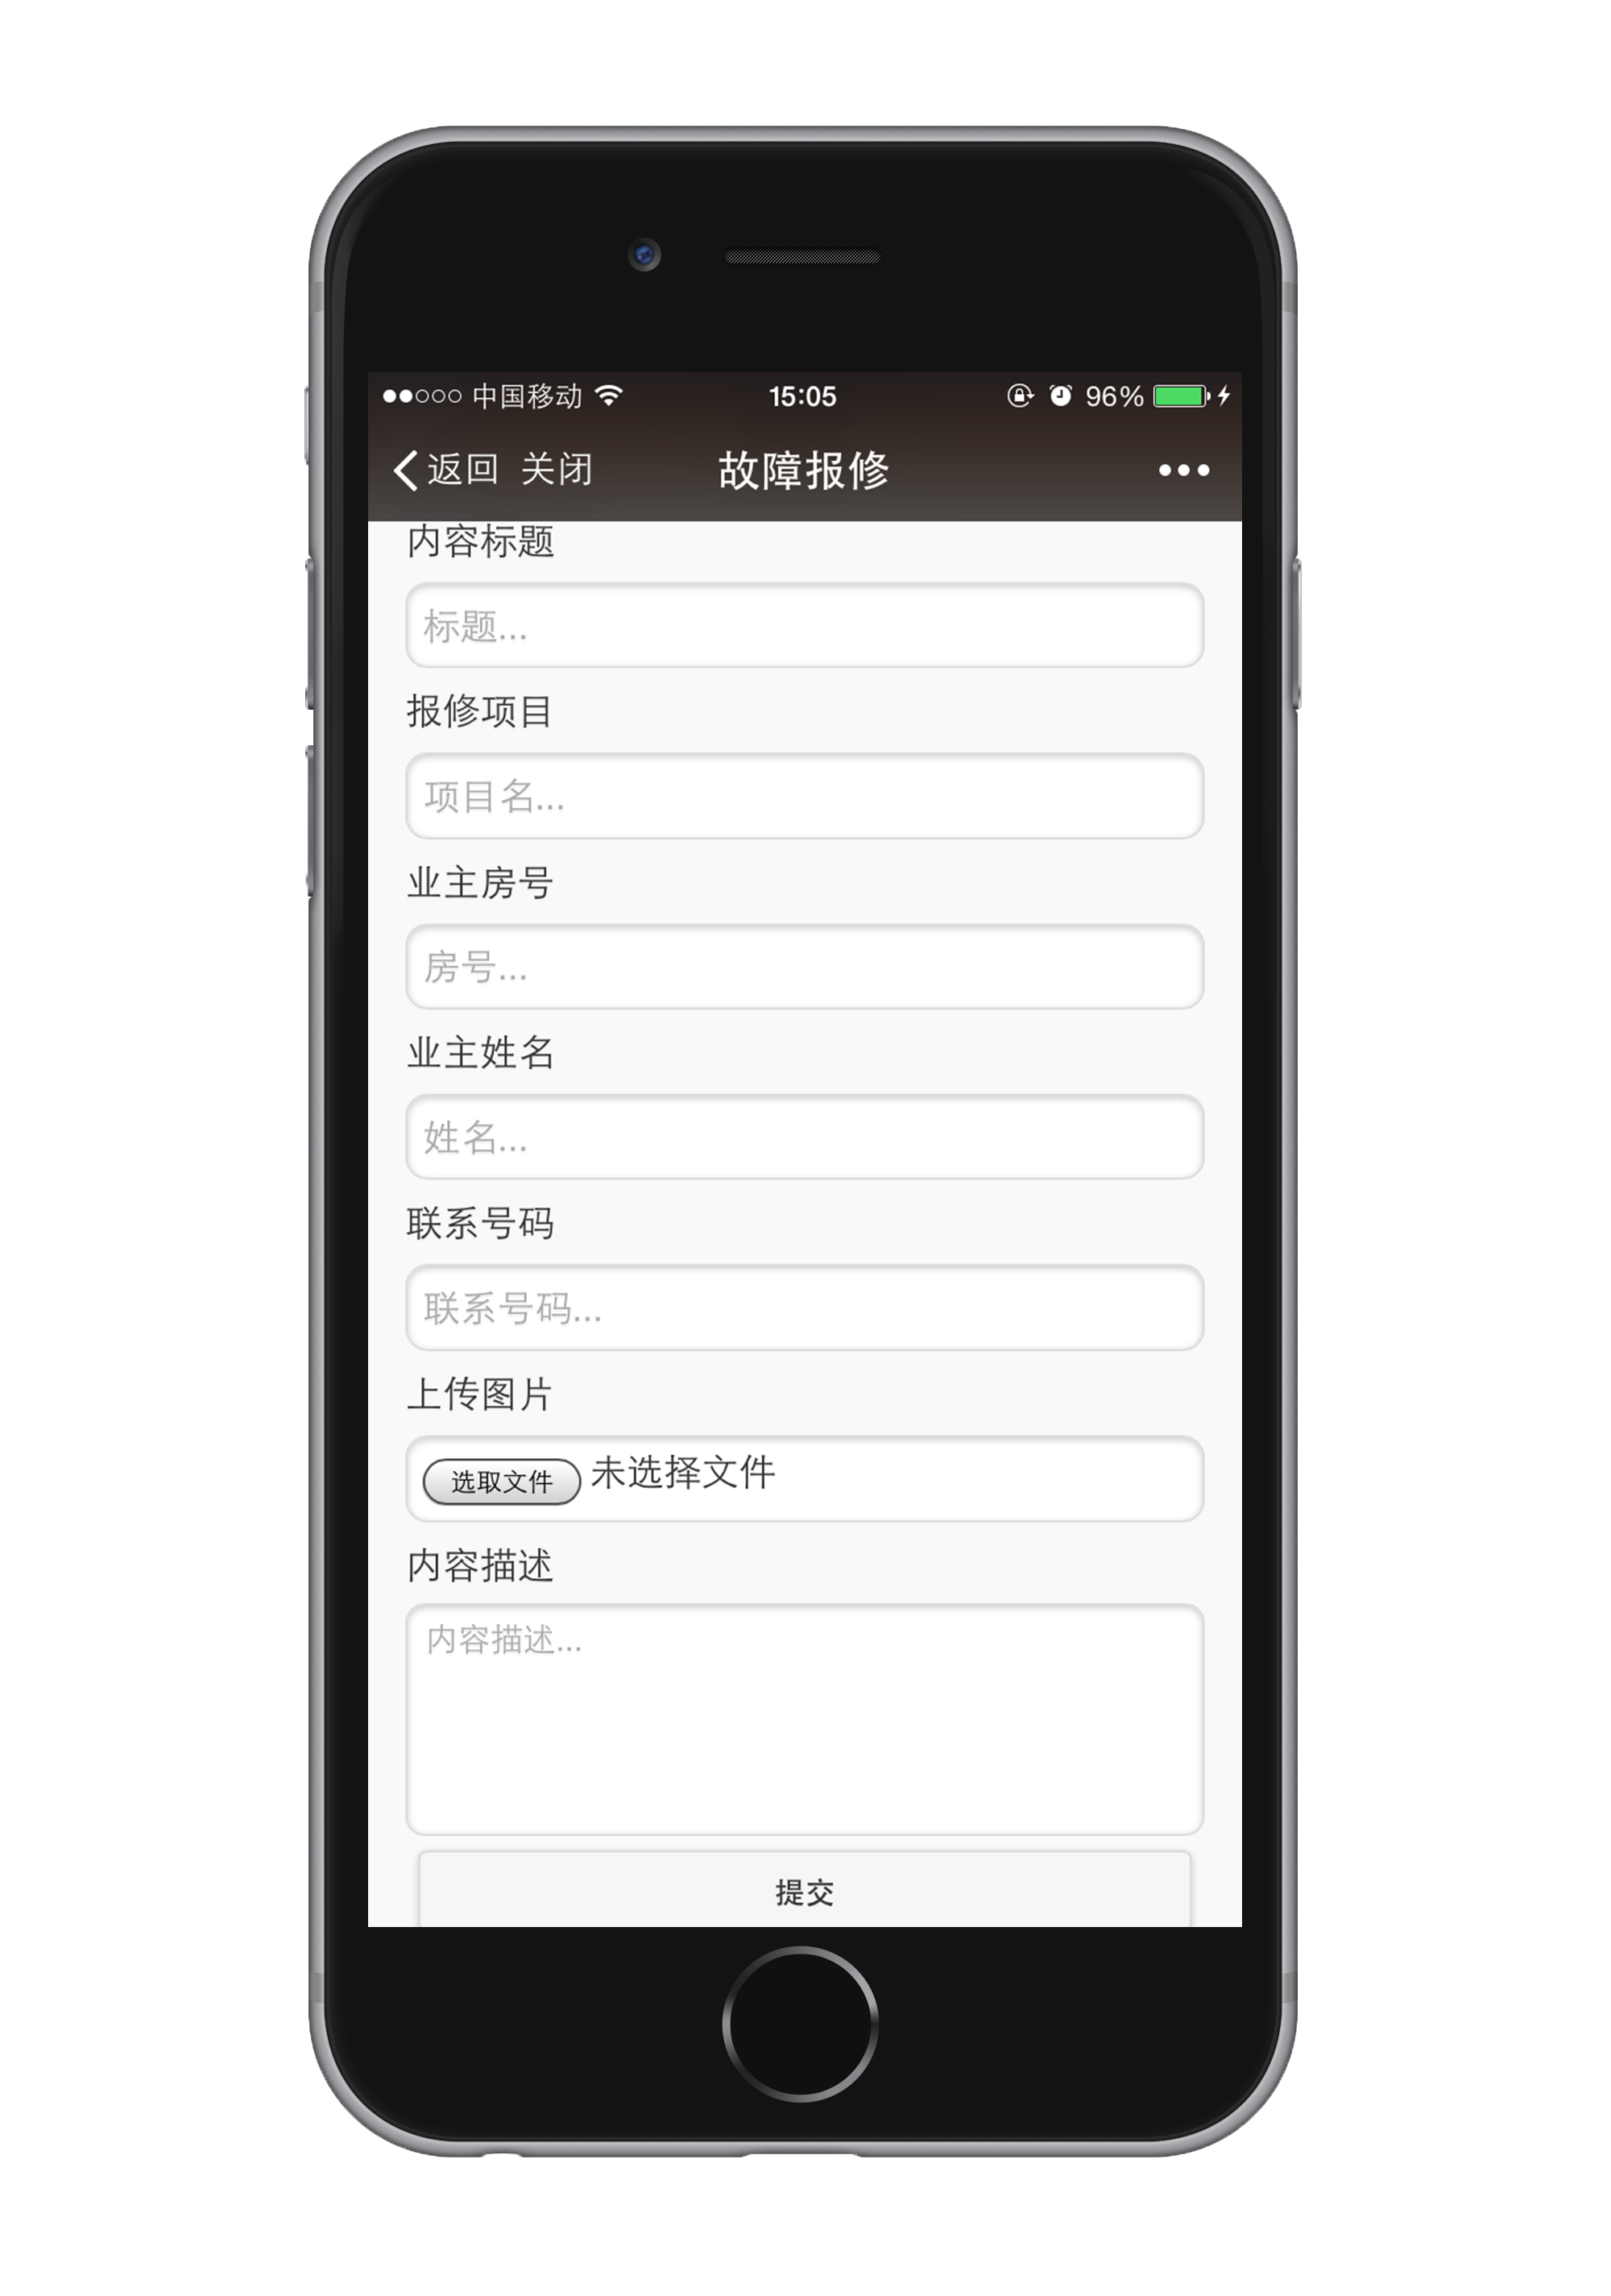 中国移动 15:05 96%
返回 关闭 故障报修
内容标题
标题...
报修项目
项目名...
业主房号
房号...
业主姓名
姓名...
联系号码
联系号码...
上传图片
选取文件 未选择文件
内容描述
内容描述...
提交